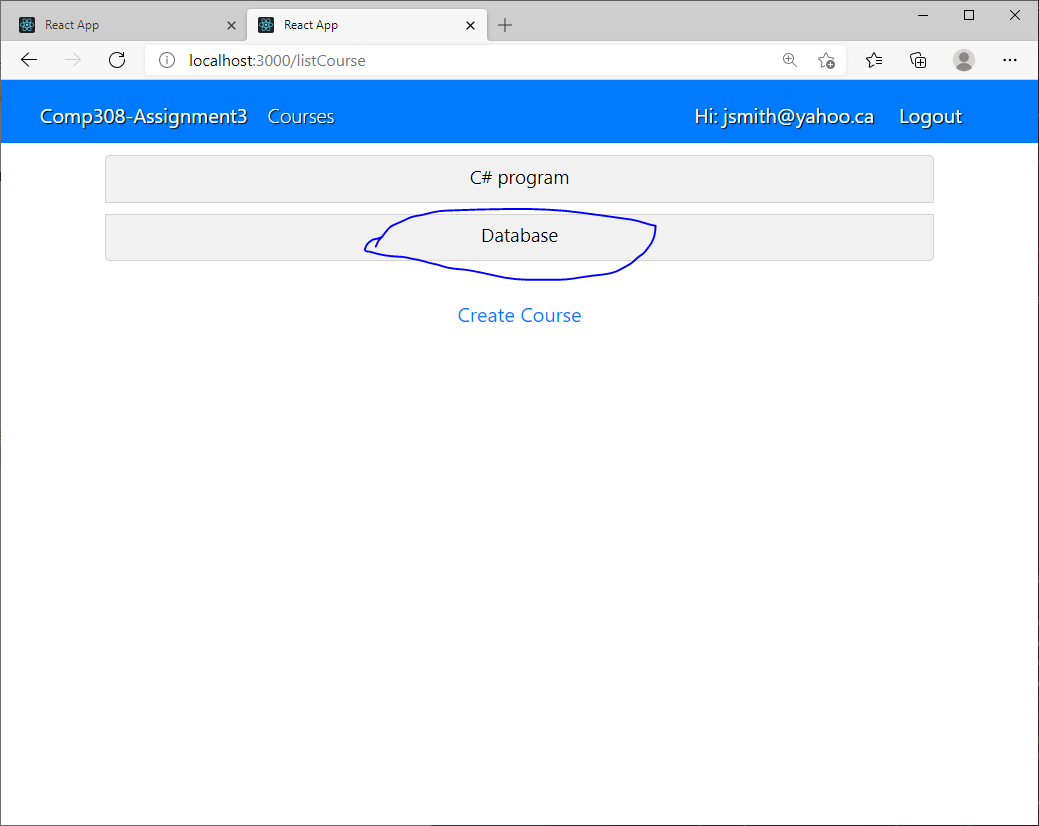 React App React App
localhost:3000/listCourse
Comp308-Assignment3 Courses Hi: jsmith@yahoo.ca Logout
C# program
Database
Create Course